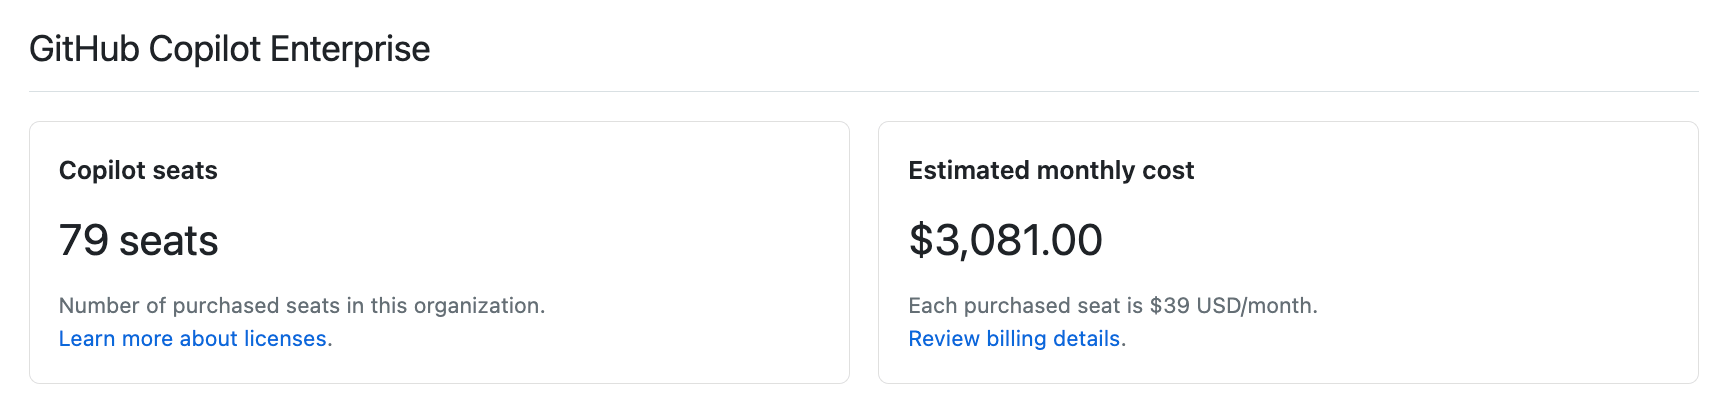 GitHub Copilot Enterprise
Copilot seats
79 seats
Number of purchased seats in this organization.
Learn more about licenses.
Estimated monthly cost
$3,081.00
Each purchased seat is $39 USD/month.
Review billing details.